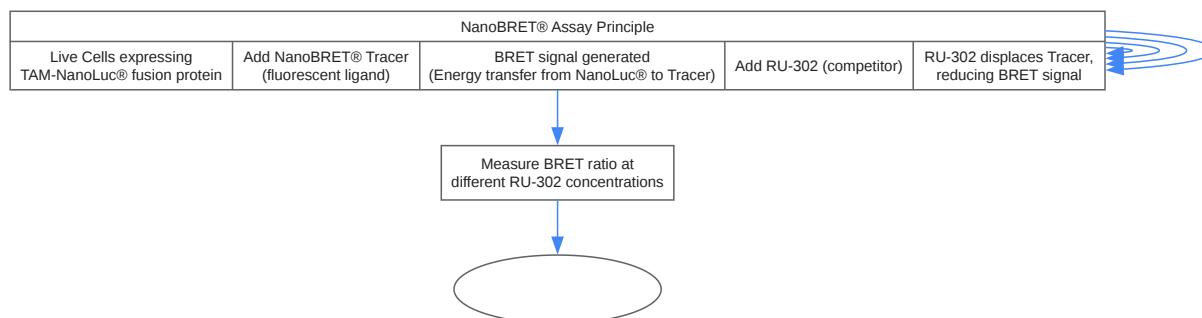 NanoBRET® Assay Principle
Live Cells expressing
TAM-NanoLuc® fusion protein
Add NanoBRET® Tracer
(fluorescent ligand)
BRET signal generated
(Energy transfer from NanoLuc® to Tracer)
Add RU-302 (competitor)
RU-302 displaces Tracer,
reducing BRET signal
Measure BRET ratio at
different RU-302 concentrations